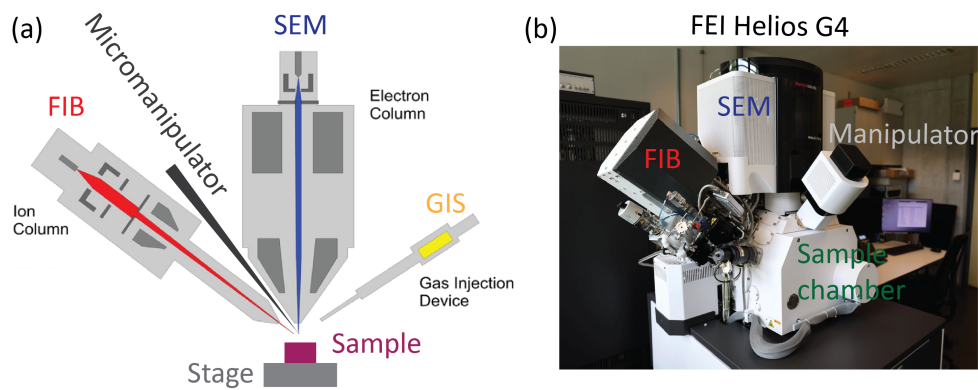 (a)
SEM
Micromanipulator
FIB
Electron
Column
Ion
Column
GIS
Gas Injection
Device
Sample
Stage
(b)
FEI Helios G4
SEM
FIB
Manipulator
Sample
chamber